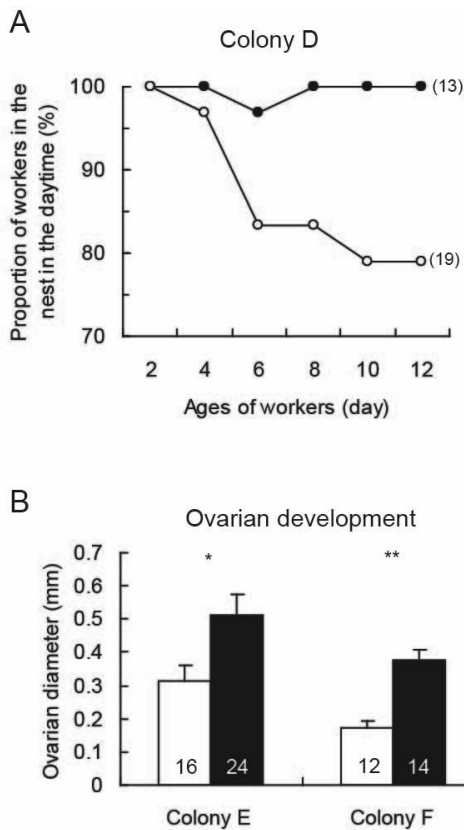 A
Colony D
Proportion of workers in the
nest in the daytime (%)
100
90
80
70
(13)
(19)
2 4 6 8 10 12
Ages of workers (day)
B
Ovarian development
Ovarian diameter (mm)
0.7
0.6
0.5
0.4
0.3
0.2
0.1
0
* **
16 24 12 14
Colony E Colony F